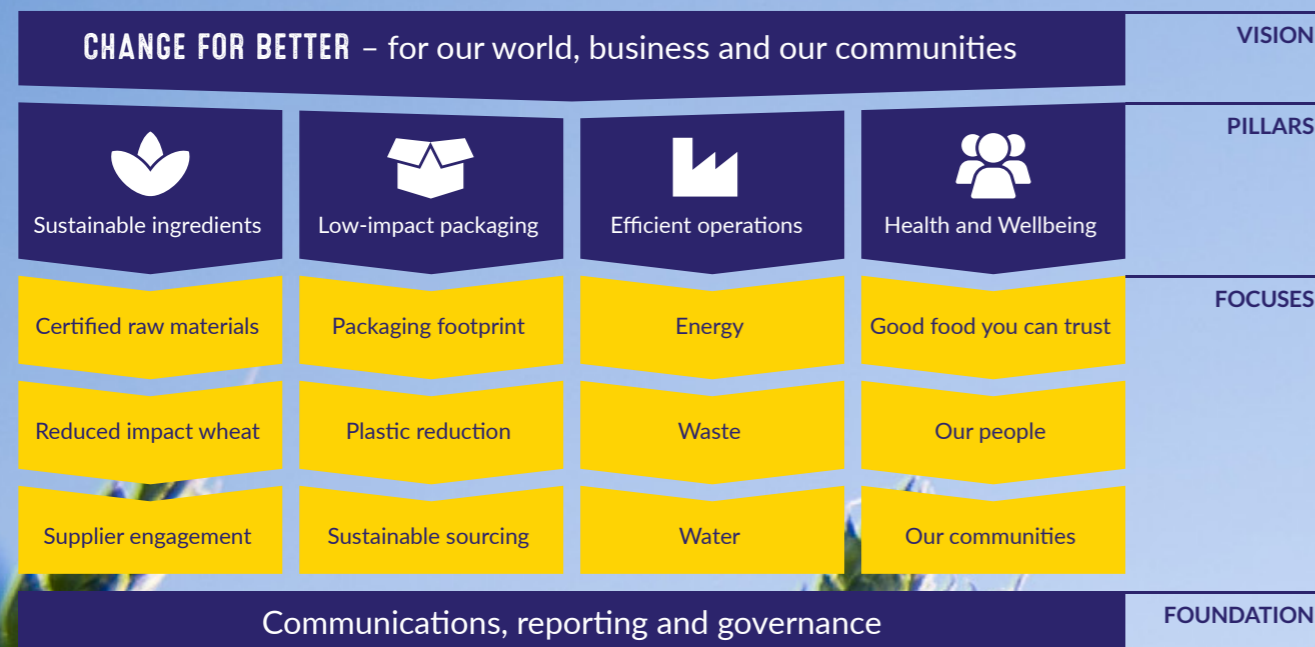 CHANGE FOR BETTER – for our world, business and our communities
VISION
PILLARS
Sustainable ingredients
Low-impact packaging
Efficient operations
Health and Wellbeing
FOCUSES
Certified raw materials
Packaging footprint
Energy
Good food you can trust
Reduced impact wheat
Plastic reduction
Waste
Our people
Supplier engagement
Sustainable sourcing
Water
Our communities
Communications, reporting and governance
FOUNDATION